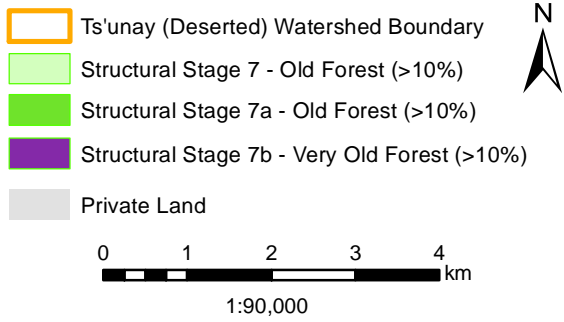 N
Ts'unay (Deserted) Watershed Boundary
Structural Stage 7 - Old Forest (>10%)
Structural Stage 7a - Old Forest (>10%)
Structural Stage 7b - Very Old Forest (>10%)
Private Land
0 1 2 3 4
km
1:90,000